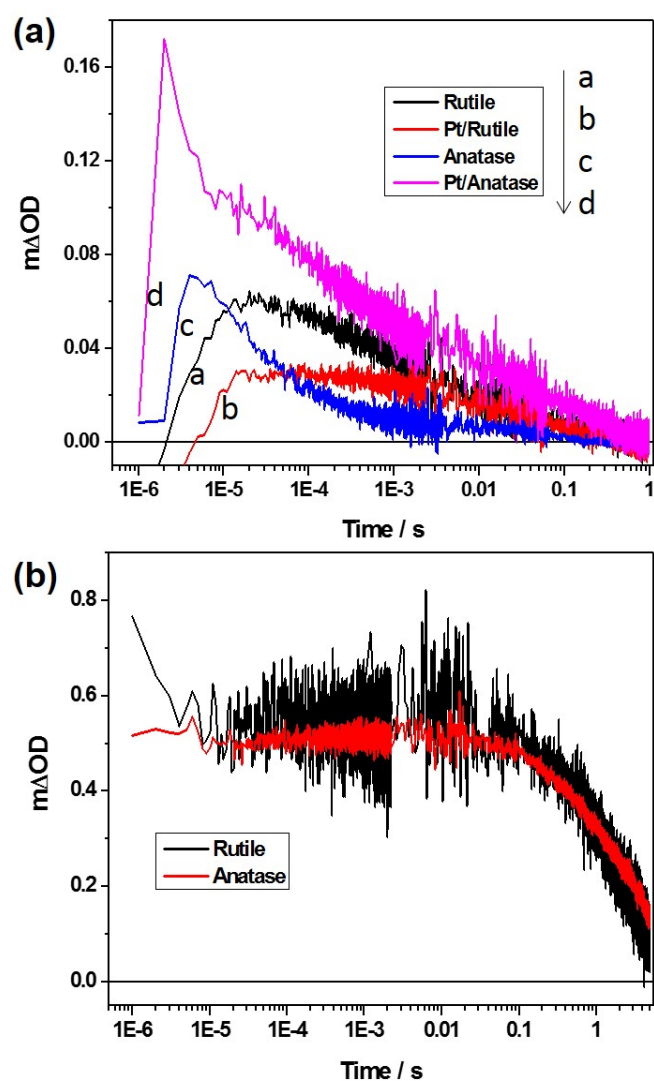 (a)
0.16
0.12
0.08
0.04
0.00
mΔOD
Rutile
Pt/Rutile
Anatase
Pt/Anatase
a
b
c
d
d
c
a
b
1E-6 1E-5 1E-4 1E-3 0.01 0.1 1
Time / s
(b)
0.8
0.6
0.4
0.2
0.0
mΔOD
Rutile
Anatase
1E-6 1E-5 1E-4 1E-3 0.01 0.1 1
Time / s